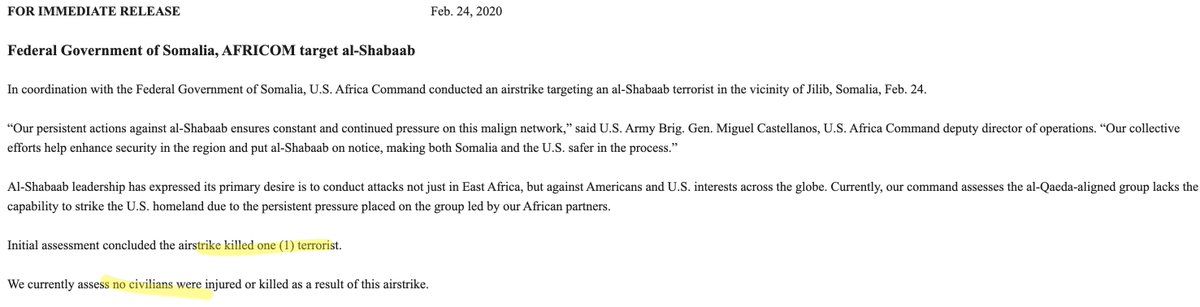 FOR IMMEDIATE RELEASE Feb. 24, 2020
Federal Government of Somalia, AFRICOM target al-Shabaab
In coordination with the Federal Government of Somalia, U.S. Africa Command conducted an airstrike targeting an al-Shabaab terrorist in the vicinity of Jilib, Somalia, Feb. 24.
“Our persistent actions against al-Shabaab ensures constant and continued pressure on this malign network,” said U.S. Army Brig. Gen. Miguel Castellanos, U.S. Africa Command deputy director of operations. “Our collective
efforts help enhance security in the region and put al-Shabaab on notice, making both Somalia and the U.S. safer in the process.”
Al-Shabaab leadership has expressed its primary desire is to conduct attacks not just in East Africa, but against Americans and U.S. interests across the globe. Currently, our command assesses the al-Qaeda-aligned group lacks the
capability to strike the U.S. homeland due to the persistent pressure placed on the group led by our African partners.
Initial assessment concluded the airstrike killed one (1) terrorist.
We currently assess no civilians were injured or killed as a result of this airstrike.